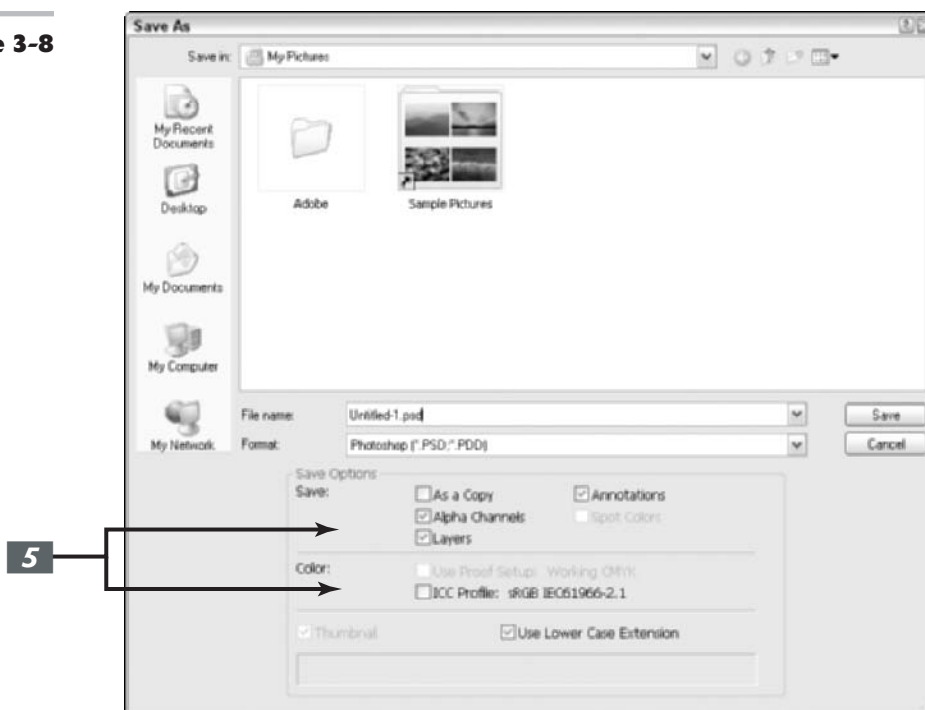 Save As
e 3-8
Save in: My Pictures
My Recent
Documents
Desktop
My Documents
My Computer
My Network
Adobe
Sample Pictures
File name: Untitled-1.psd
Save
Format: Photoshop (*.PSD;*.PDD)
Cancel
Save Options
Save:
As a Copy
Annotations
Alpha Channels
Spot Colors
Layers
5
Color:
Use Proof Setup: Working CMYK
ICC Profile: sRGB IEC61966-2.1
Thumbnail
Use Lower Case Extension